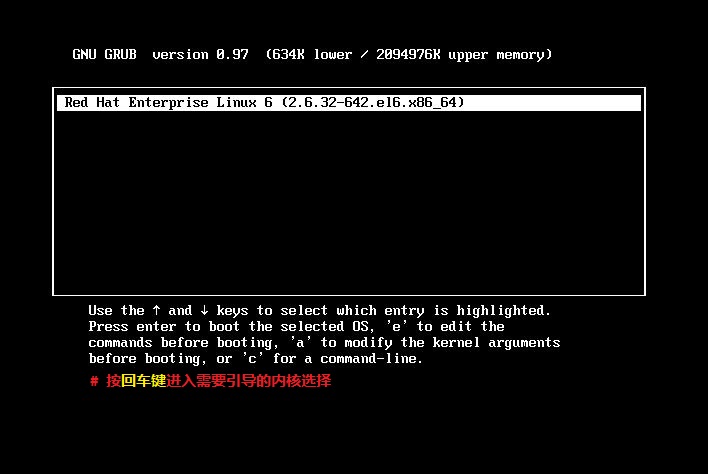 GNU GRUB  version 0.97  (634K lower / 2094976K upper memory)
Red Hat Enterprise Linux 6 (2.6.32-642.el6.x86_64)
Use the ↑ and ↓ keys to select which entry is highlighted.
Press enter to boot the selected OS, 'e' to edit the
commands before booting, 'a' to modify the kernel arguments
before booting, or 'c' for a command-line.
# 按回车键进入需要引导的内核选择